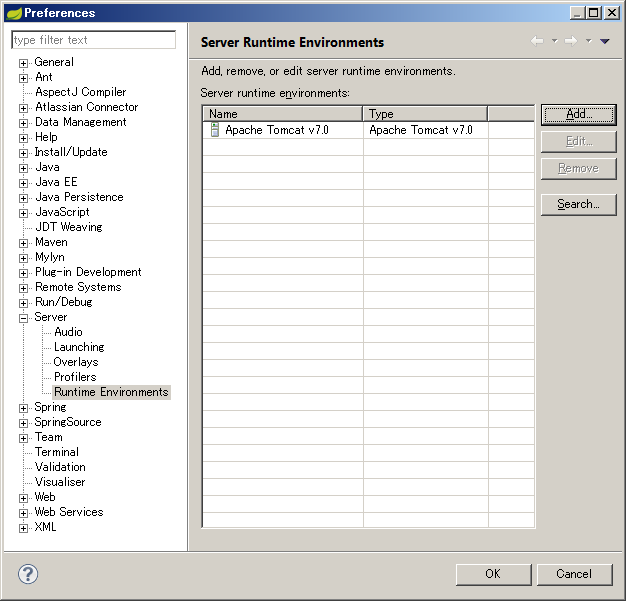 Preferences
type filter text
General
Ant
AspectJ Compiler
Atlassian Connector
Data Management
Help
Install/Update
Java
Java EE
Java Persistence
JavaScript
JDT Weaving
Maven
Mylyn
Plug-in Development
Remote Systems
Run/Debug
Server
Audio
Launching
Overlays
Profilers
Runtime Environments
Spring
SpringSource
Team
Terminal
Validation
Visualiser
Web
Web Services
XML
Server Runtime Environments
Add, remove, or edit server runtime environments.
Server runtime environments:
Name Type
Apache Tomcat v7.0 Apache Tomcat v7.0
Add...
Edit...
Remove
Search...
?
OK Cancel